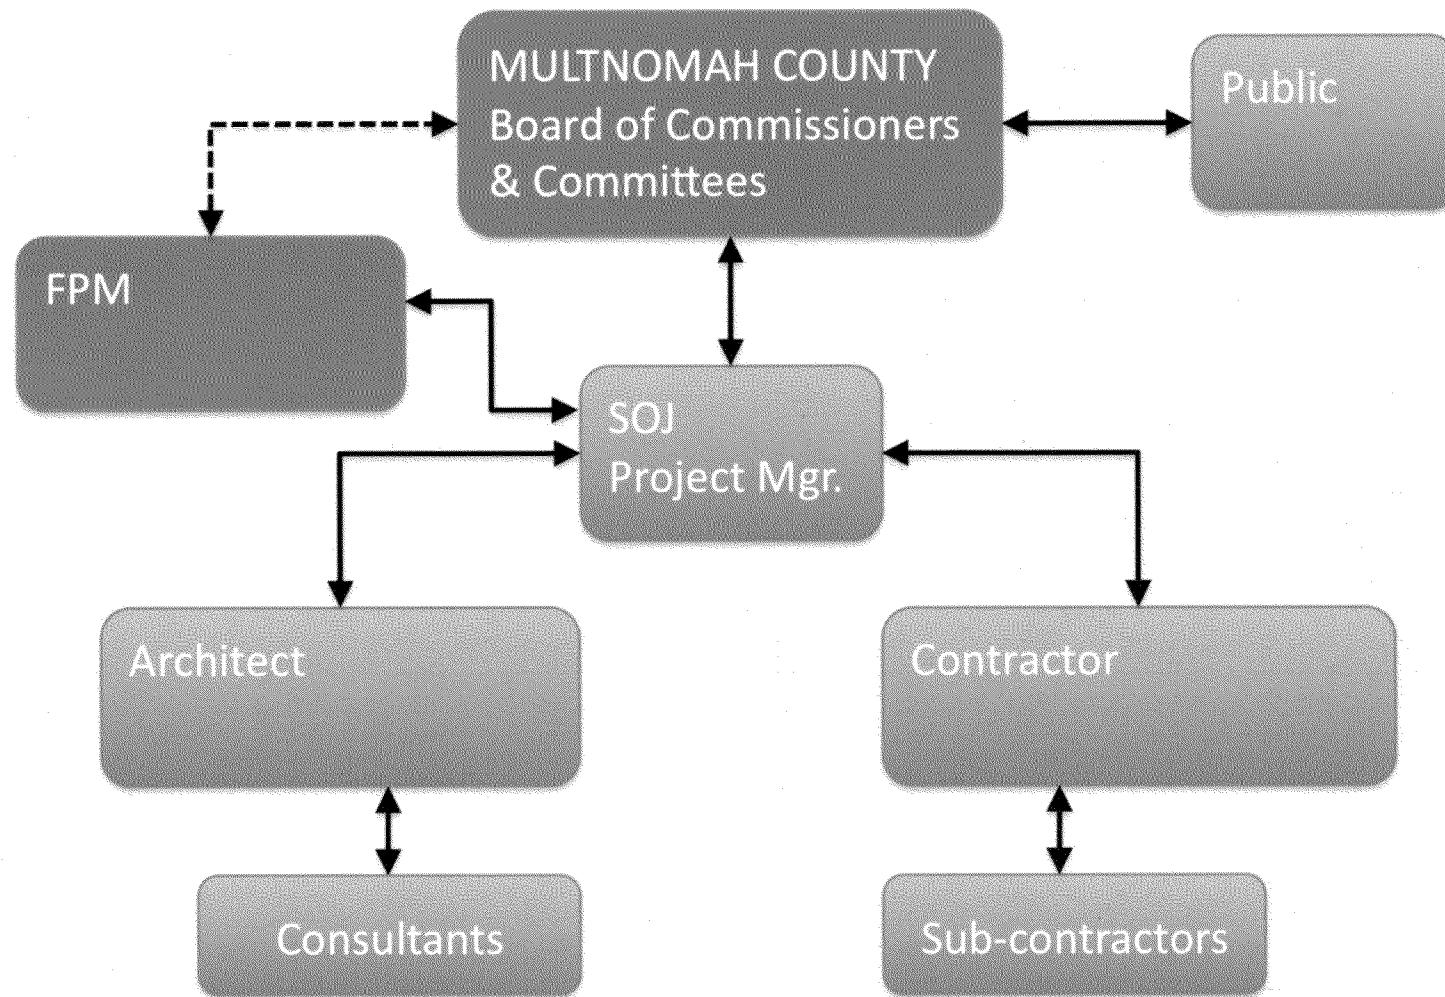 MULTNOMAH COUNTY
Board of Commissioners
& Committees
Public
FPM
SOJ
Project Mgr.
Architect
Contractor
Consultants
Sub-contractors